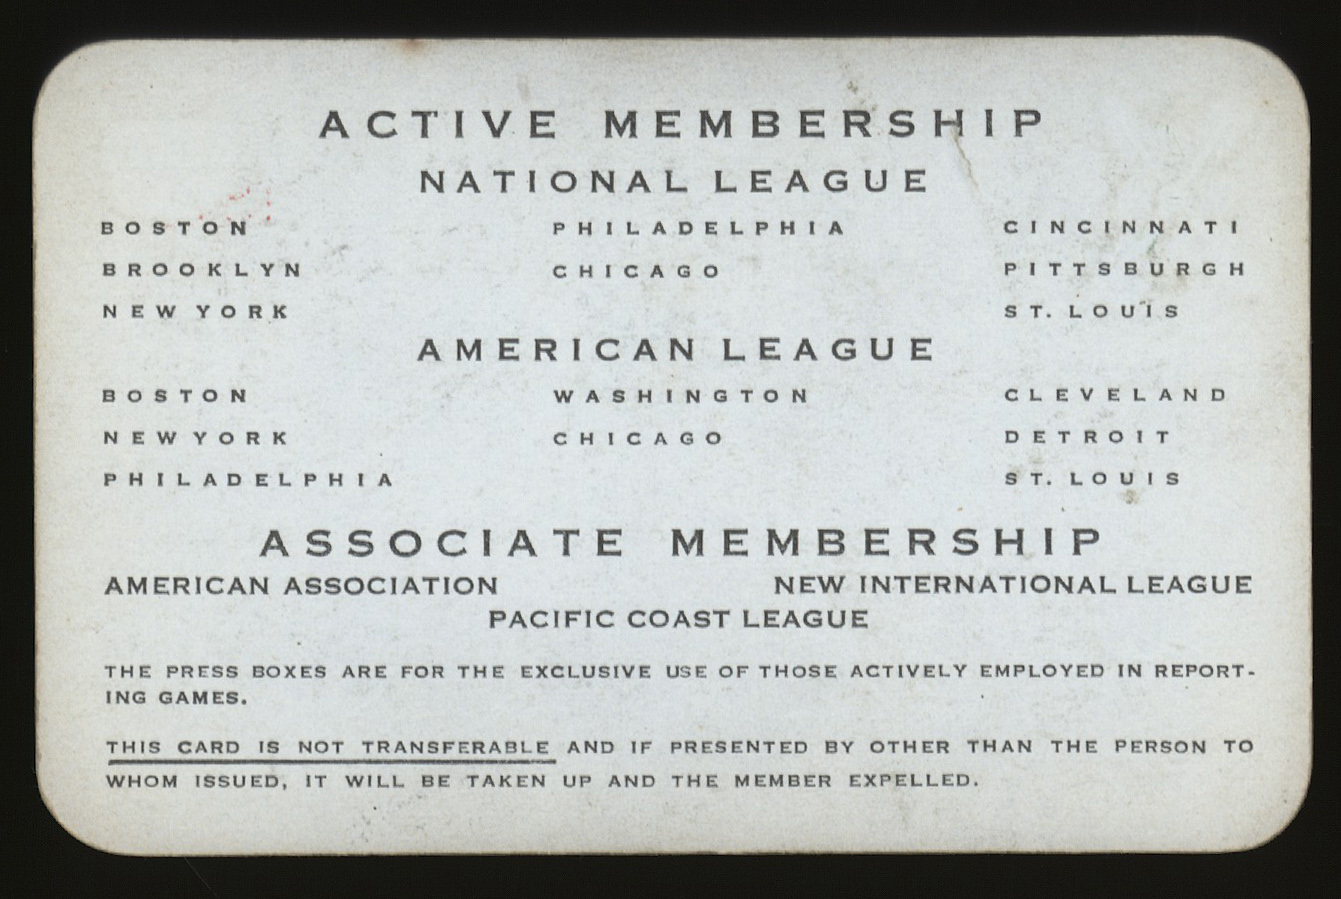 ACTIVE MEMBERSHIP
NATIONAL LEAGUE
BOSTON PHILADELPHIA CINCINNATI
BROOKLYN CHICAGO PITTSBURGH
NEW YORK ST. LOUIS
AMERICAN LEAGUE
BOSTON WASHINGTON CLEVELAND
NEW YORK CHICAGO DETROIT
PHILADELPHIA ST. LOUIS
ASSOCIATE MEMBERSHIP
AMERICAN ASSOCIATION NEW INTERNATIONAL LEAGUE
PACIFIC COAST LEAGUE
THE PRESS BOXES ARE FOR THE EXCLUSIVE USE OF THOSE ACTIVELY EMPLOYED IN REPORT-
ING GAMES.
THIS CARD IS NOT TRANSFERABLE AND IF PRESENTED BY OTHER THAN THE PERSON TO
WHOM ISSUED, IT WILL BE TAKEN UP AND THE MEMBER EXPELLED.